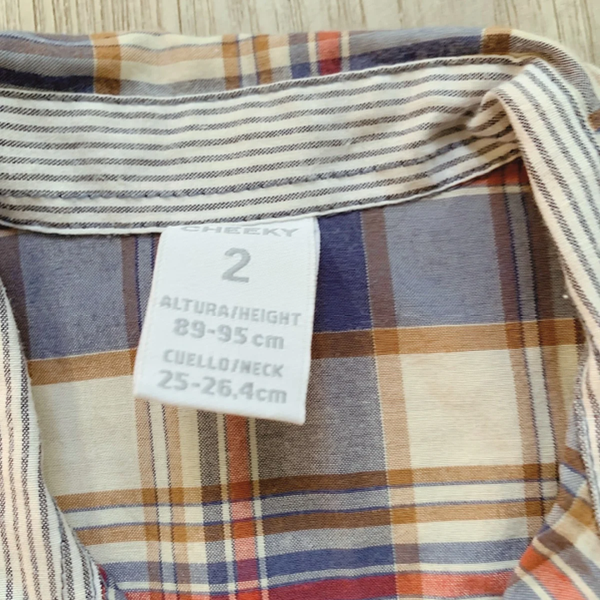 CHEEKY
2
ALTURA/HEIGHT
89-95cm
CUELLO/NECK
25-26,4cm